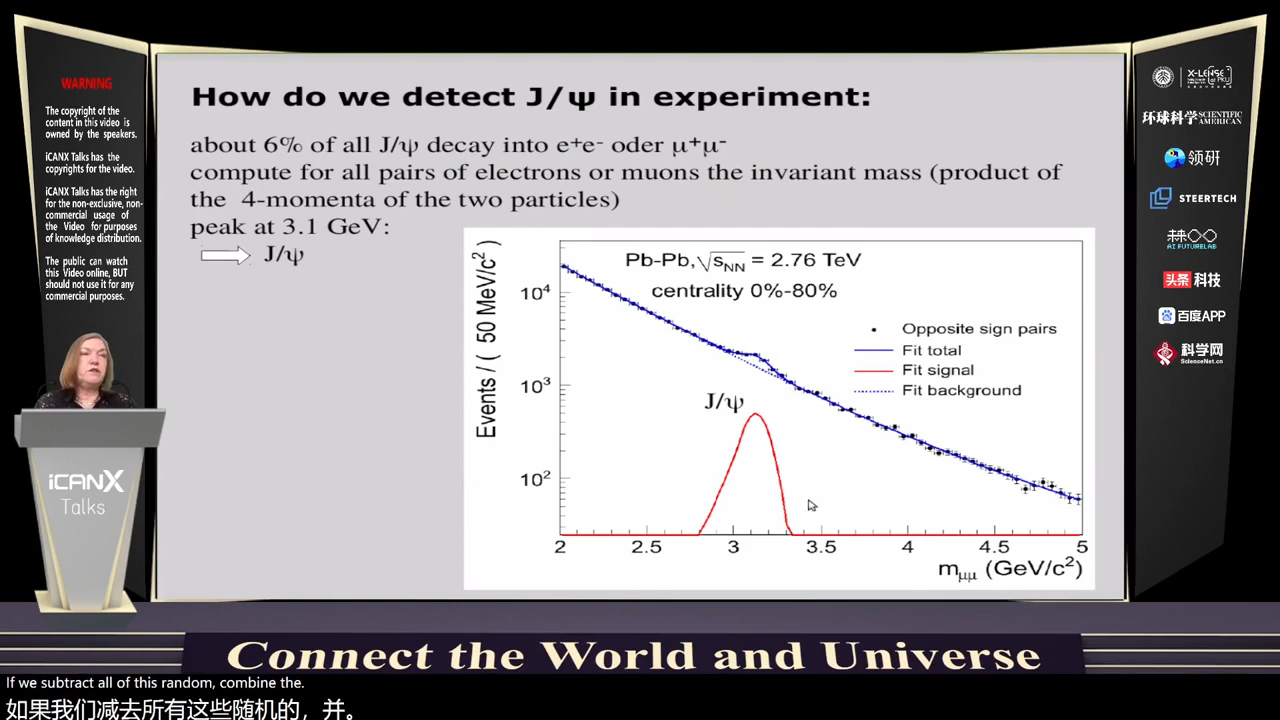 WARNING
The copyright of the
content in this video is
owned by the speakers.
iCANX Talks has the
copyrights for the video.
iCANX Talks has the right
for the non-exclusive, non-
commercial usage of
the Video for purposes
of knowledge distribution.
The public can watch
this Video online, BUT
should not use it for any
commercial purposes.
How do we detect J/ψ in experiment:
about 6% of all J/ψ decay into e⁺e⁻ oder μ⁺μ⁻
compute for all pairs of electrons or muons the invariant mass (product of
the 4-momenta of the two particles)
peak at 3.1 GeV:
J/ψ
Pb-Pb, √sNN = 2.76 TeV
centrality 0%-80%
Opposite sign pairs
Fit total
Fit signal
Fit background
J/ψ
Events / ( 50 MeV/c²)
10⁴
10³
10²
2 2.5 3 3.5 4 4.5 5
mμμ (GeV/c²)
X-LENSE
环球科学 SCIENTIFIC AMERICAN
领研
STEERTECH
AI FUTURELAB
头条 科技
百度APP
科学网
ScienceNet.cn
iCANX
Talks
Connect the World and Universe
If we subtract all of this random, combine the.
如果我们减去所有这些随机的，并。